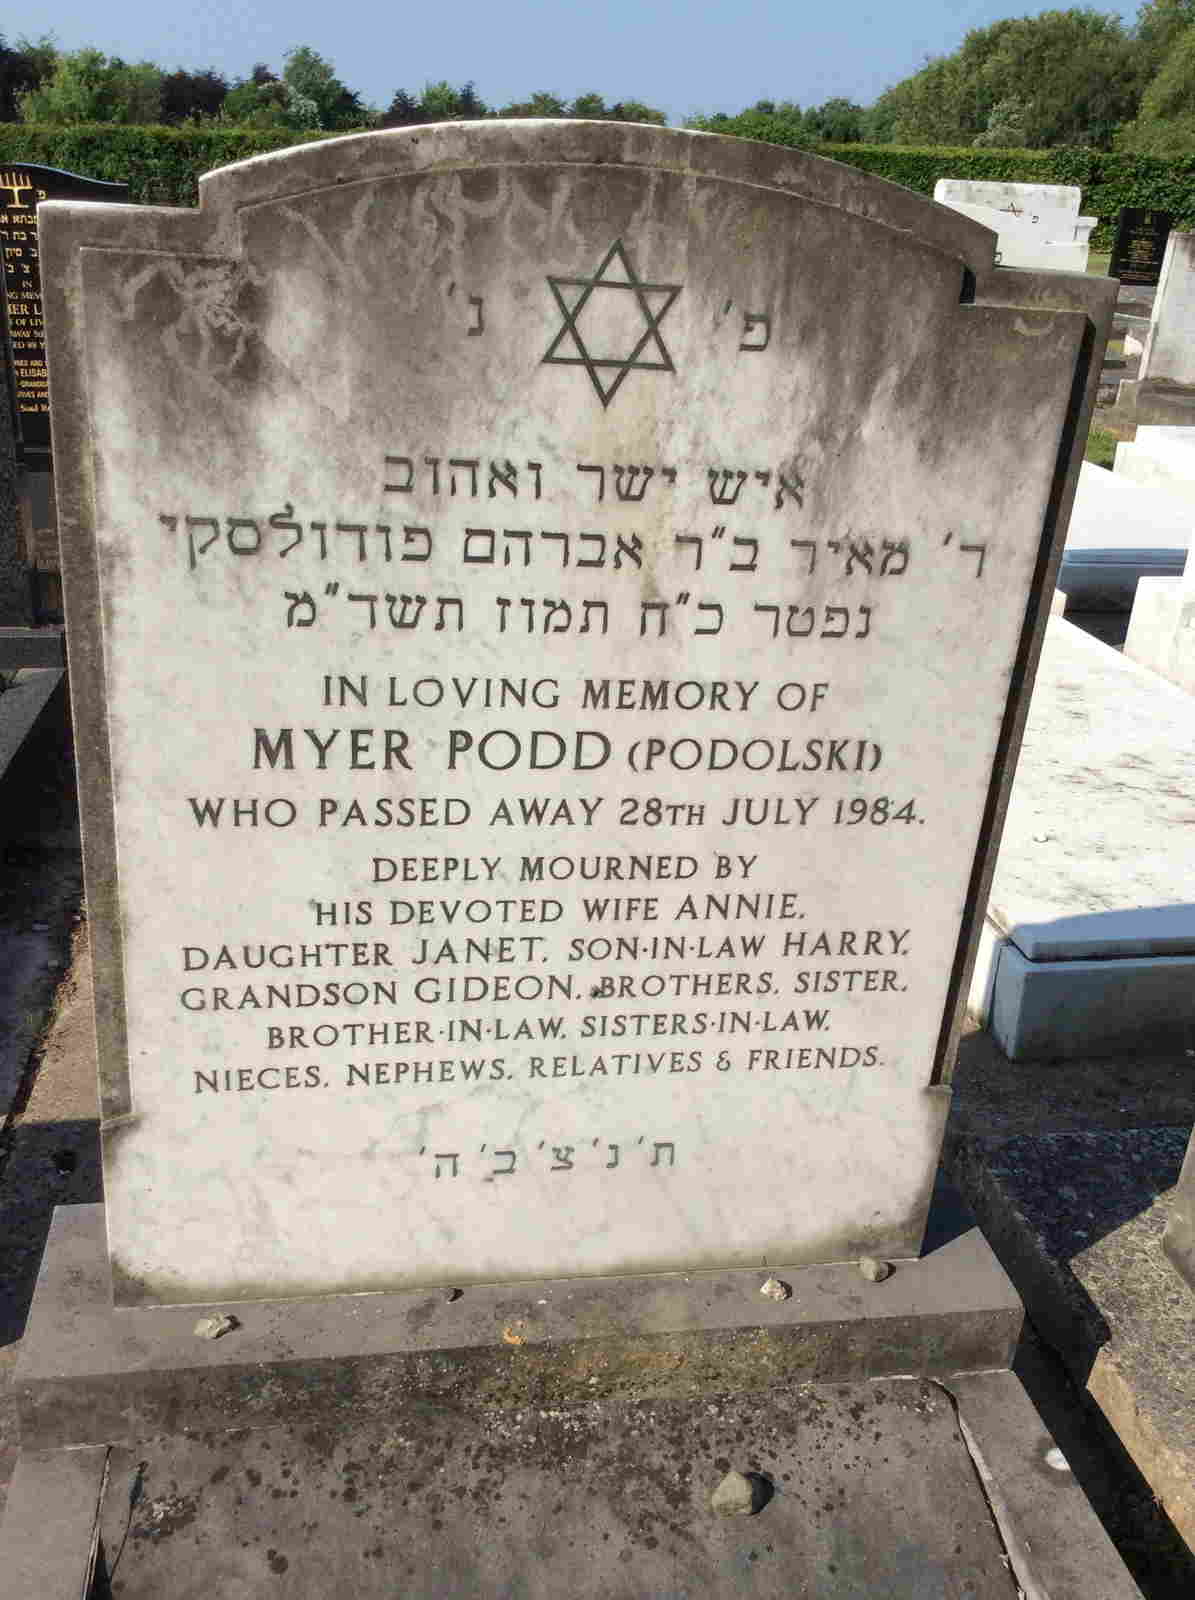 פ' נ'
איש ישר ואהוב
ר' מאיר ב"ר אברהם פודולסקי
נפטר כ"ח תמוז תשד"מ
IN LOVING MEMORY OF
MYER PODD (PODOLSKI)
WHO PASSED AWAY 28TH JULY 1984.
DEEPLY MOURNED BY
HIS DEVOTED WIFE ANNIE,
DAUGHTER JANET, SON-IN-LAW HARRY,
GRANDSON GIDEON, BROTHERS, SISTER,
BROTHER-IN-LAW, SISTERS-IN-LAW,
NIECES, NEPHEWS, RELATIVES & FRIENDS.
ת' נ' צ' ב' ה'